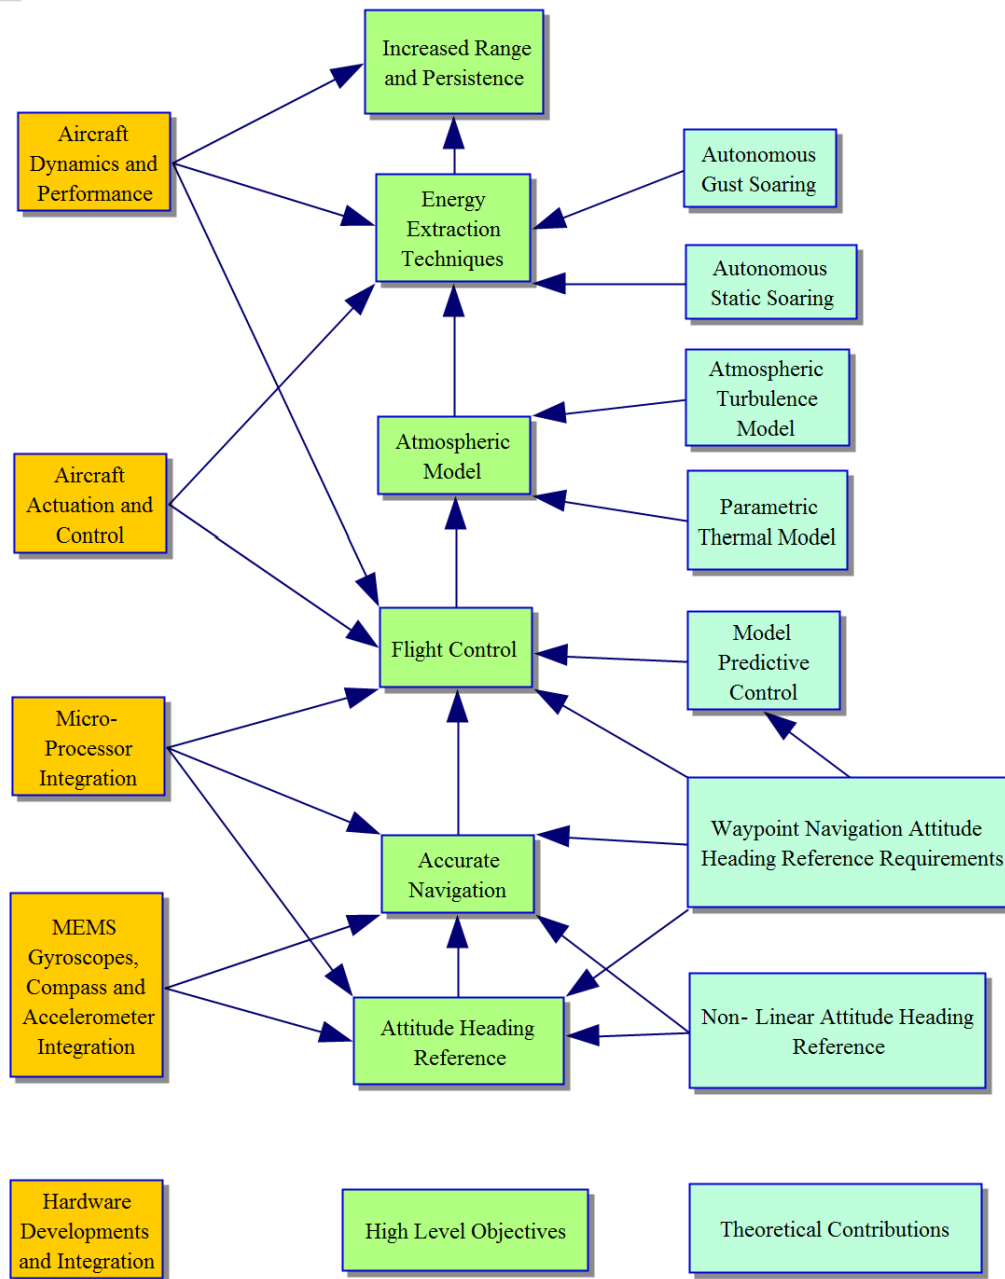 Increased Range
and Persistence
Aircraft
Dynamics and
Performance
Autonomous
Gust Soaring
Energy
Extraction
Techniques
Autonomous
Static Soaring
Atmospheric
Turbulence
Model
Atmospheric
Model
Aircraft
Actuation and
Control
Parametric
Thermal Model
Flight Control
Model
Predictive
Control
Micro-
Processor
Integration
Waypoint Navigation Attitude
Heading Reference Requirements
Accurate
Navigation
MEMS
Gyroscopes,
Compass and
Accelerometer
Integration
Attitude Heading
Reference
Non- Linear Attitude Heading
Reference
Hardware
Developments
and Integration
High Level Objectives
Theoretical Contributions